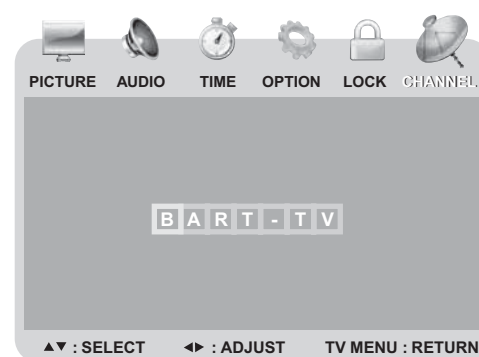 PICTURE AUDIO TIME OPTION LOCK CHANNEL
BART-TV
▲▼ : SELECT ◄► : ADJUST TV MENU : RETURN